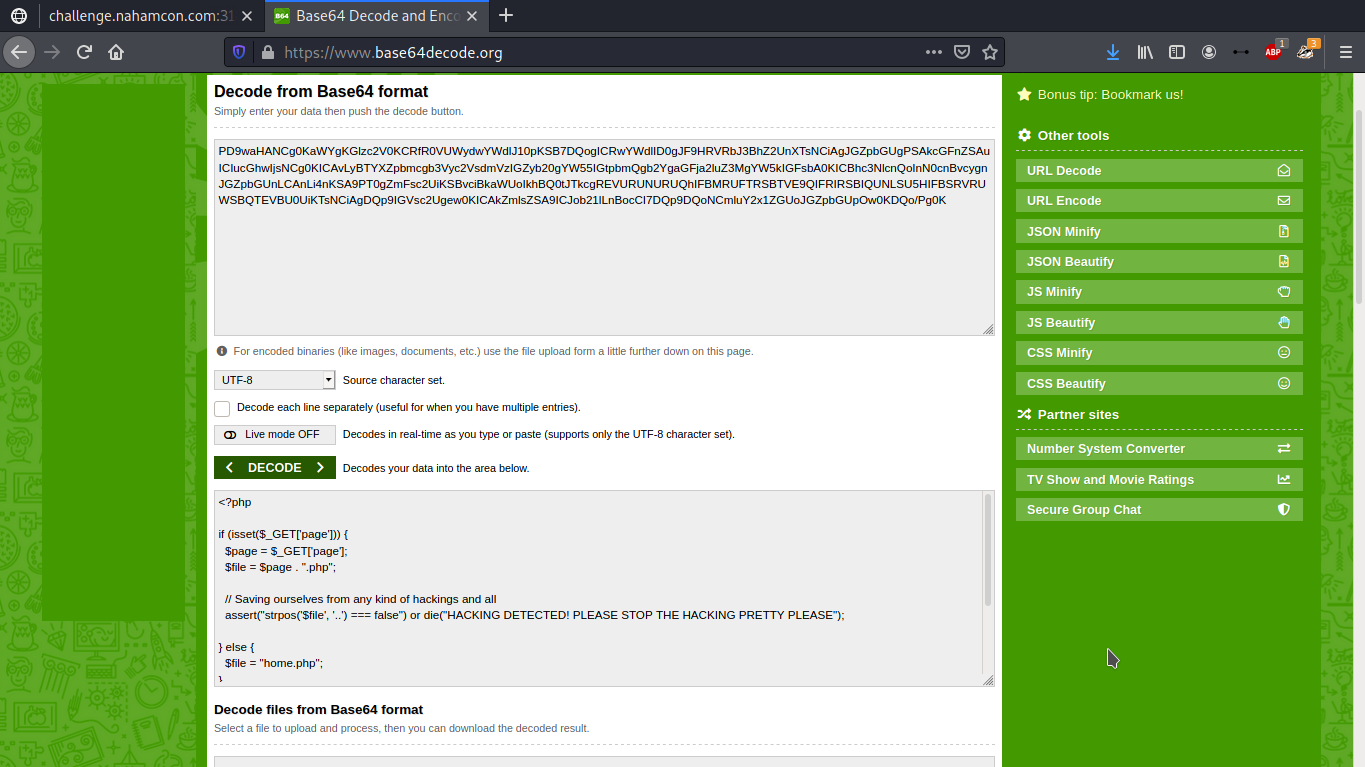 challenge.nahamcon.com:31
B64
Base64 Decode and Enco
https://www.base64decode.org
ABP
1
3
Decode from Base64 format
Simply enter your data then push the decode button.
PD9waHANCg0KaWYgKGlzc2V0KCRfR0VUWydwYWdlJ10pKSB7DQogICRwYWdlID0gJF9HRVRbJ3BhZ2UnXTsNCiAgJGZpbGUgPSAkcGFnZSAu
ICIucGhwIjsNCg0KICAvLyBTYXZpbmcgb3Vyc2VsdmVzIGZyb20gYW55IGtpbmQgb2YgaGFja2luZ3MgYW5kIGFsbA0KICBhc3NlcnQoInN0cnBvcygn
JGZpbGUnLCAnLi4nKSA9PT0gZmFsc2UiKSBvciBkaWUoIkhBQ0tJTkcgREVURUNURUQhIFBMRUFTRSBTVE9QIFRIRSBIQUNLSU5HIFBSRVRU
WSBQTEVBU0UiKTsNCiAgDQp9IGVsc2Ugew0KICAkZmlsZSA9ICJob21lLnBocCI7DQp9DQoNCmluY2x1ZGUoJGZpbGUpOw0KDQo/Pg0K
For encoded binaries (like images, documents, etc.) use the file upload form a little further down on this page.
UTF-8 Source character set.
Decode each line separately (useful for when you have multiple entries).
Live mode OFF Decodes in real-time as you type or paste (supports only the UTF-8 character set).
DECODE Decodes your data into the area below.
<?php
if (isset($_GET['page'])) {
$page = $_GET['page'];
$file = $page . ".php";
// Saving ourselves from any kind of hackings and all
assert("strpos('$file', '..') === false") or die("HACKING DETECTED! PLEASE STOP THE HACKING PRETTY PLEASE");
} else {
$file = "home.php";
}
Decode files from Base64 format
Select a file to upload and process, then you can download the decoded result.
Bonus tip: Bookmark us!
Other tools
URL Decode
URL Encode
JSON Minify
JSON Beautify
JS Minify
JS Beautify
CSS Minify
CSS Beautify
Partner sites
Number System Converter
TV Show and Movie Ratings
Secure Group Chat